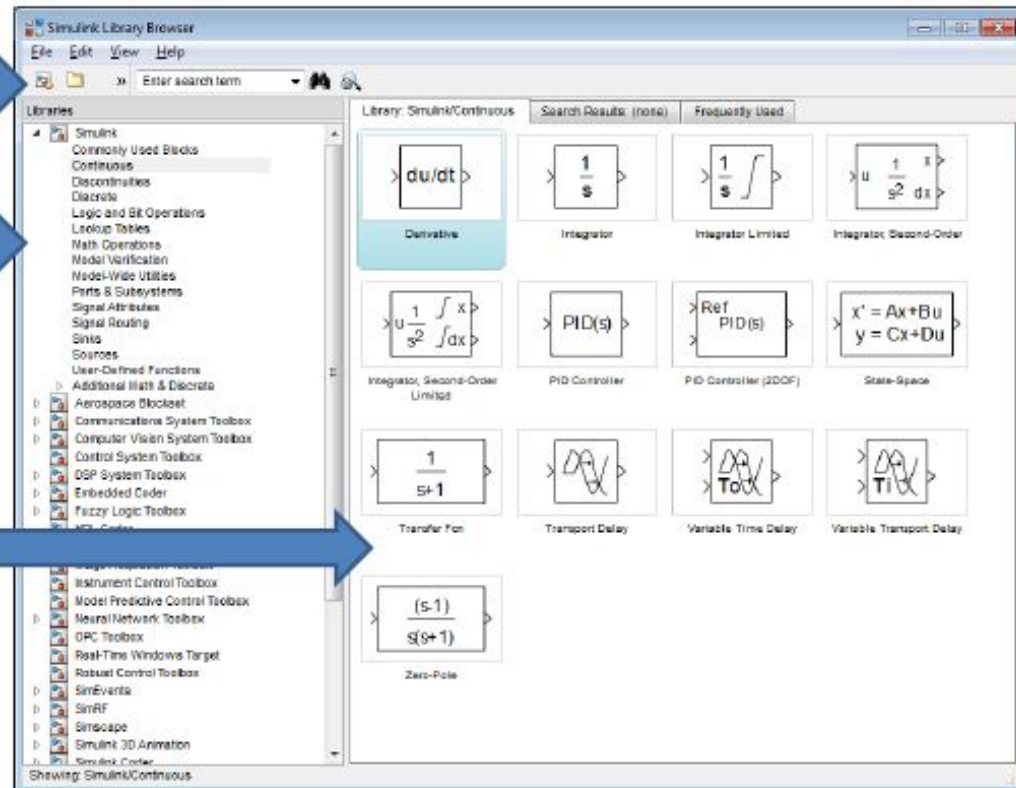 Simulink Library Browser
File Edit View Help
» Enter search term
Libraries
Simulink
Commonly Used Blocks
Continuous
Discontinuities
Discrete
Logic and Bit Operations
Lookup Tables
Math Operations
Model Verification
Model-Wide Utilities
Ports & Subsystems
Signal Attributes
Signal Routing
Sinks
Sources
User-Defined Functions
Additional Math & Discrete
Aerospace Blockset
Communications System Toolbox
Computer Vision System Toolbox
Control System Toolbox
DSP System Toolbox
Embedded Coder
Fuzzy Logic Toolbox
Instrument Control Toolbox
Model Predictive Control Toolbox
Neural Network Toolbox
OPC Toolbox
Real-Time Windows Target
Robust Control Toolbox
SimEvents
SimRF
Simscape
Simulink 3D Animation
Simulink Coder
Library: Simulink/Continuous Search Results: (none) Frequently Used
du/dt
Derivative
1
s
Integrator
1
s ∫
Integrator Limited
u 1 x
s2 dx
Integrator, Second-Order
u 1 ∫ x
s2 ∫dx
Integrator, Second-Order
Limited
PID(s)
PID Controller
Ref
PID(s)
PID Controller (2DOF)
x' = Ax+Bu
y = Cx+Du
State-Space
1
s+1
Transfer Fcn
Transport Delay
To
Variable Time Delay
Ti
Variable Transport Delay
(s-1)
s(s+1)
Zero-Pole
Showing: Simulink/Continuous